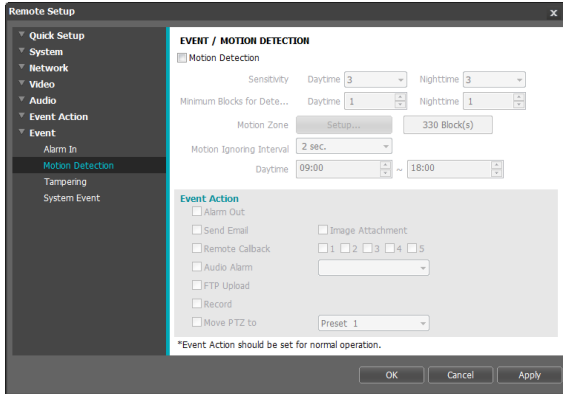 Remote Setup x
Quick Setup
System
Network
Video
Audio
Event Action
Event
Alarm In
Motion Detection
Tampering
System Event
EVENT / MOTION DETECTION
Motion Detection
Sensitivity Daytime 3 Nighttime 3
Minimum Blocks for Dete... Daytime 1 Nighttime 1
Motion Zone Setup... 330 Block(s)
Motion Ignoring Interval 2 sec.
Daytime 09:00 ~ 18:00
Event Action
Alarm Out
Send Email Image Attachment
Remote Callback 1 2 3 4 5
Audio Alarm
FTP Upload
Record
Move PTZ to Preset 1
*Event Action should be set for normal operation.
OK Cancel Apply